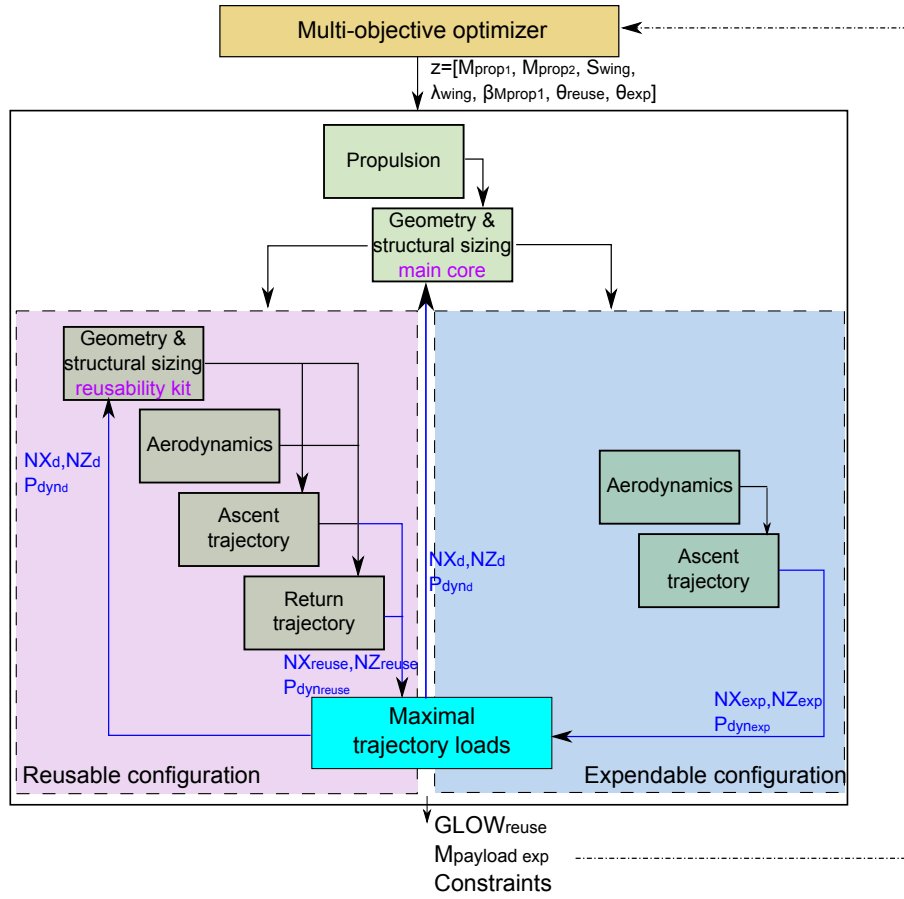 Multi-objective optimizer
z=[Mprop1, Mprop2, Swing,
λwing, βMprop1, θreuse, θexp]
Propulsion
Geometry &
structural sizing
main core
Geometry &
structural sizing
reusability kit
Aerodynamics
NXd,NZd
Pdynd
Ascent
trajectory
Return
trajectory
NXreuse,NZreuse
Pdynreuse
NXd,NZd
Pdynd
Aerodynamics
Ascent
trajectory
NXexp,NZexp
Pdynexp
Maximal
trajectory loads
Reusable configuration
Expendable configuration
GLOWreuse
Mpayload exp
Constraints